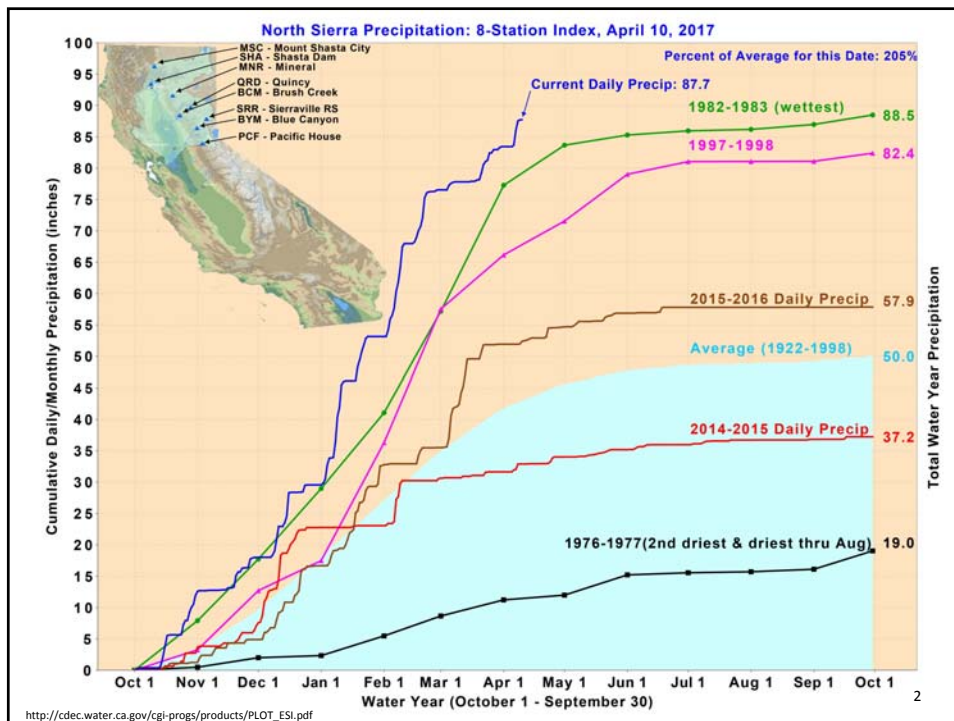 North Sierra Precipitation: 8-Station Index, April 10, 2017
Percent of Average for this Date: 205%
MSC - Mount Shasta City
SHA - Shasta Dam
MNR - Mineral
QRD - Quincy
BCM - Brush Creek
SRR - Sierraville RS
BYM - Blue Canyon
PCF - Pacific House
Current Daily Precip: 87.7
1982-1983 (wettest)
88.5
1997-1998
82.4
2015-2016 Daily Precip
57.9
Average (1922-1998)
50.0
2014-2015 Daily Precip
37.2
1976-1977(2nd driest & driest thru Aug)
19.0
Cumulative Daily/Monthly Precipitation (inches)
100
95
90
85
80
75
70
65
60
55
50
45
40
35
30
25
20
15
10
5
0
Total Water Year Precipitation
Oct 1 Nov 1 Dec 1 Jan 1 Feb 1 Mar 1 Apr 1 May 1 Jun 1 Jul 1 Aug 1 Sep 1 Oct 1
Water Year (October 1 - September 30)
2
http://cdec.water.ca.gov/cgi-progs/products/PLOT_ESI.pdf